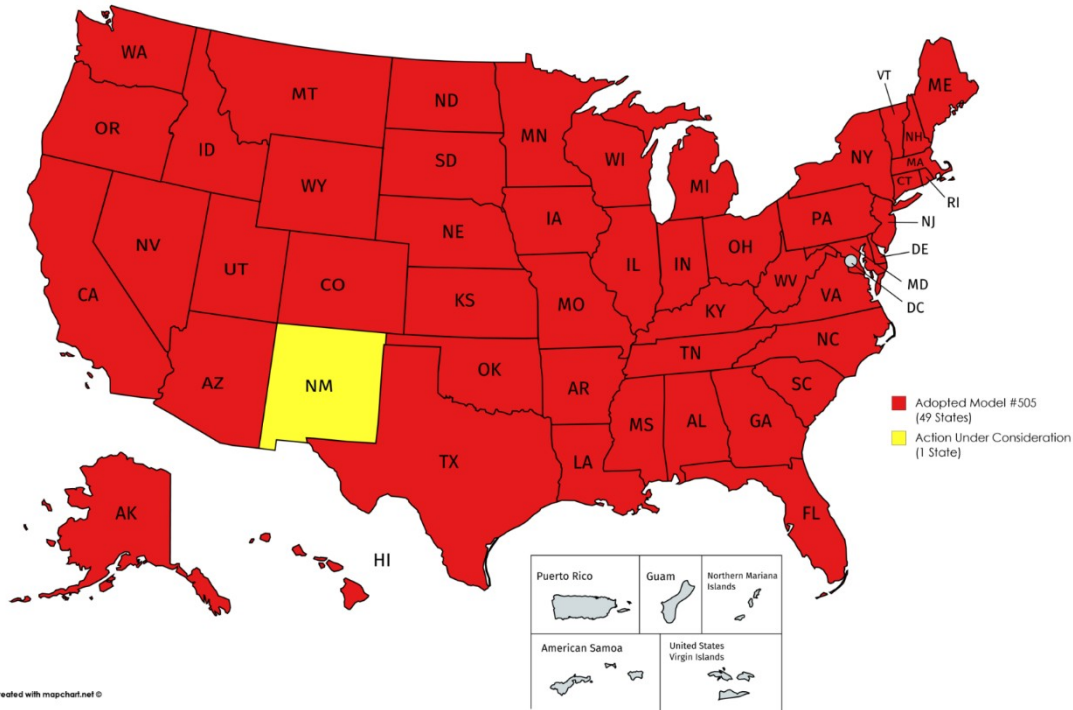 WA
MT
ND
MN
VT
ME
OR
ID
SD
WI
NH
NY
MA
WY
MI
CT
RI
IA
PA
NJ
NE
NV
OH
DE
UT
IL
IN
CA
CO
WV
MD
KS
MO
VA
DC
KY
NC
TN
OK
AZ
NM
AR
SC
Adopted Model #505
(49 States)
MS
AL
GA
Action Under Consideration
(1 State)
TX
LA
AK
FL
HI
Puerto Rico
Guam
Northern Mariana
Islands
American Samoa
United States
Virgin Islands
eated with mapchart.net ©